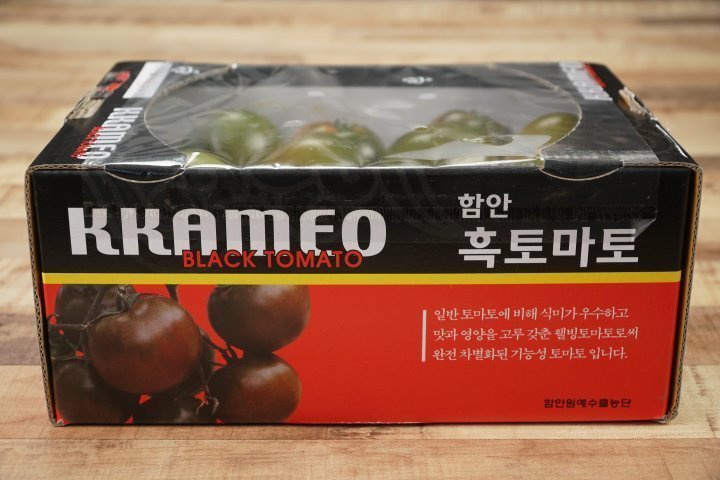 KKAMEO
KKAMEO
BLACK TOMATO
함안
흑토마토
일반 토마토에 비해 식미가 우수하고
맛과 영양을 고루 갖춘 웰빙토마토로써
완전 차별화된 기능성 토마토 입니다.
함안원예수출농단